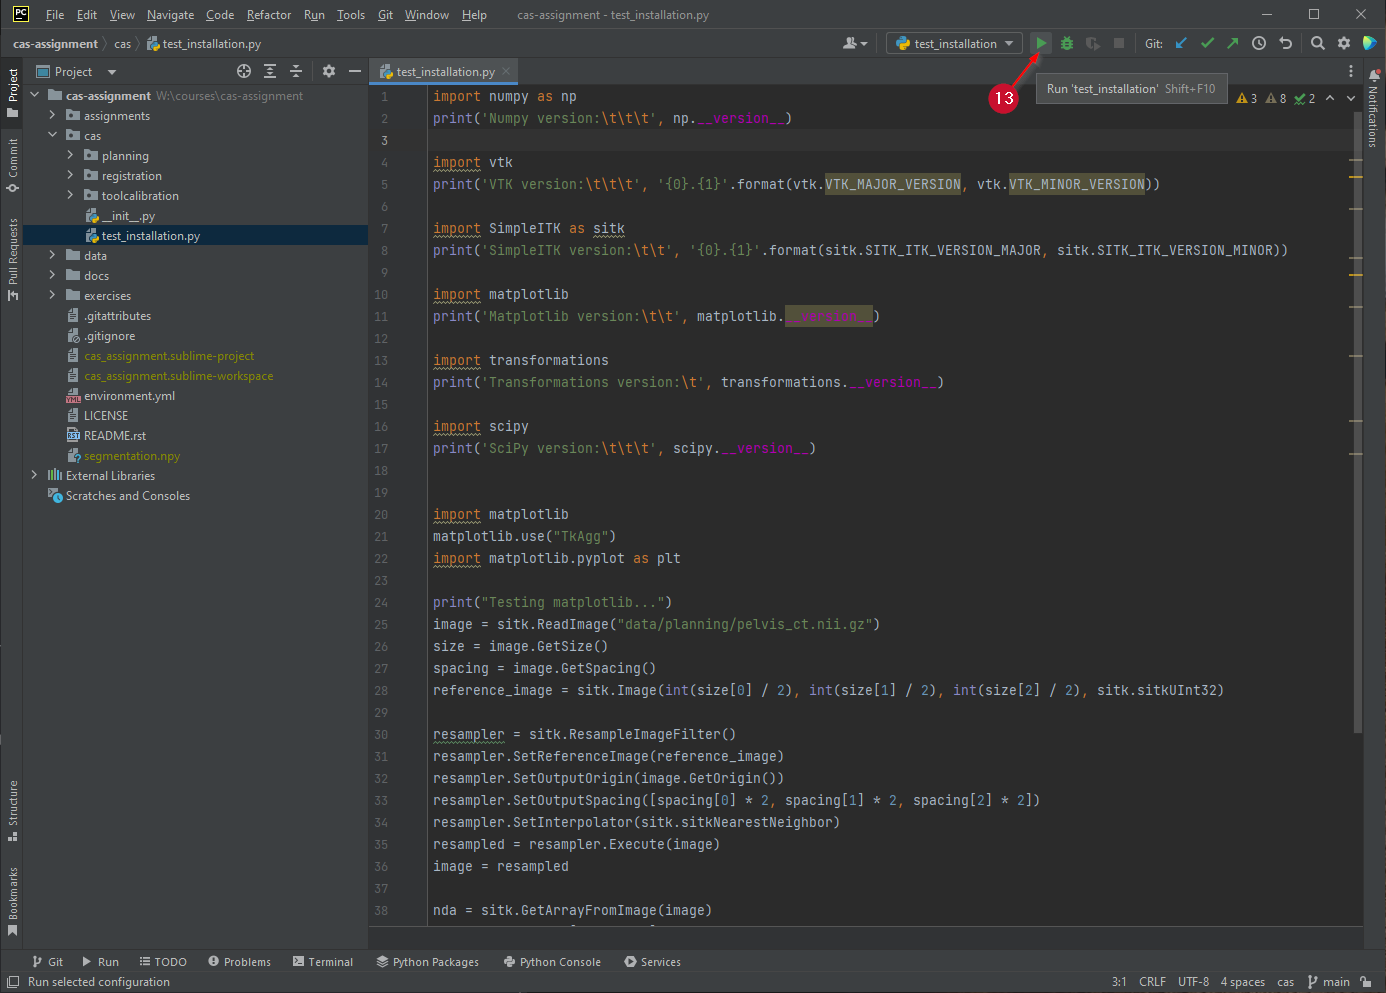 PC File Edit View Navigate Code Refactor Run Tools Git Window Help cas-assignment - test_installation.py
cas-assignment cas test_installation.py test_installation Git:
Project test_installation.py
13 Run 'test_installation' Shift+F10
3 8 2
Project
Commit
Pull Requests
Structure
Bookmarks
cas-assignment W:\courses\cas-assignment
assignments
cas
planning
registration
toolcalibration
__init__.py
test_installation.py
data
docs
exercises
.gitattributes
.gitignore
cas_assignment.sublime-project
cas_assignment.sublime-workspace
environment.yml
LICENSE
README.rst
segmentation.npy
External Libraries
Scratches and Consoles
1 import numpy as np
2 print('Numpy version:\t\t\t', np.__version__)
3
4 import vtk
5 print('VTK version:\t\t\t', '{0}.{1}'.format(vtk.VTK_MAJOR_VERSION, vtk.VTK_MINOR_VERSION))
6
7 import SimpleITK as sitk
8 print('SimpleITK version:\t\t', '{0}.{1}'.format(sitk.SITK_ITK_VERSION_MAJOR, sitk.SITK_ITK_VERSION_MINOR))
9
10 import matplotlib
11 print('Matplotlib version:\t\t', matplotlib.__version__)
12
13 import transformations
14 print('Transformations version:\t', transformations.__version__)
15
16 import scipy
17 print('SciPy version:\t\t\t', scipy.__version__)
18
19
20 import matplotlib
21 matplotlib.use("TkAgg")
22 import matplotlib.pyplot as plt
23
24 print("Testing matplotlib...")
25 image = sitk.ReadImage("data/planning/pelvis_ct.nii.gz")
26 size = image.GetSize()
27 spacing = image.GetSpacing()
28 reference_image = sitk.Image(int(size[0] / 2), int(size[1] / 2), int(size[2] / 2), sitk.sitkUInt32)
29
30 resampler = sitk.ResampleImageFilter()
31 resampler.SetReferenceImage(reference_image)
32 resampler.SetOutputOrigin(image.GetOrigin())
33 resampler.SetOutputSpacing([spacing[0] * 2, spacing[1] * 2, spacing[2] * 2])
34 resampler.SetInterpolator(sitk.sitkNearestNeighbor)
35 resampled = resampler.Execute(image)
36 image = resampled
37
38 nda = sitk.GetArrayFromImage(image)
Notifications
Git Run TODO Problems Terminal Python Packages Python Console Services
Run selected configuration 3:1 CRLF UTF-8 4 spaces cas main